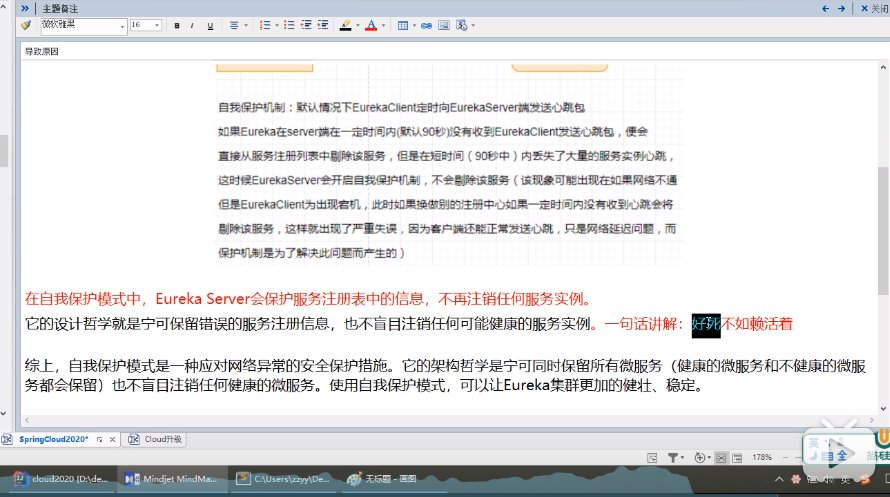 主题备注
关闭
微软雅黑
16
B I U
导致原因
自我保护机制：默认情况下EurekaClient定时向EurekaServer端发送心跳包
如果Eureka在server端在一定时间内(默认90秒)没有收到EurekaClient发送心跳包，便会
直接从服务注册列表中剔除该服务，但是在短时间（90秒中）内丢失了大量的服务实例心跳，
这时候EurekaServer会开启自我保护机制，不会剔除该服务（该现象可能出现在如果网络不通
但是EurekaClient为出现宕机，此时如果换做别的注册中心如果一定时间内没有收到心跳会将
剔除该服务，这样就出现了严重失误，因为客户端还能正常发送心跳，只是网络延迟问题，而
保护机制是为了解决此问题而产生的）
在自我保护模式中，Eureka Server会保护服务注册表中的信息，不再注销任何服务实例。
它的设计哲学就是宁可保留错误的服务注册信息，也不盲目注销任何可能健康的服务实例。一句话讲解：好死不如赖活着
综上，自我保护模式是一种应对网络异常的安全保护措施。它的架构哲学是宁可同时保留所有微服务（健康的微服务和不健康的微服
务都会保留）也不盲目注销任何健康的微服务。使用自我保护模式，可以让Eureka集群更加的健壮、稳定。
SpringCloud2020* Cloud升级
178%
英
全
cloud2020 [D:\de... Mindjet MindMa... C:\Users\zzyy\De... 无标题 - 画图
英